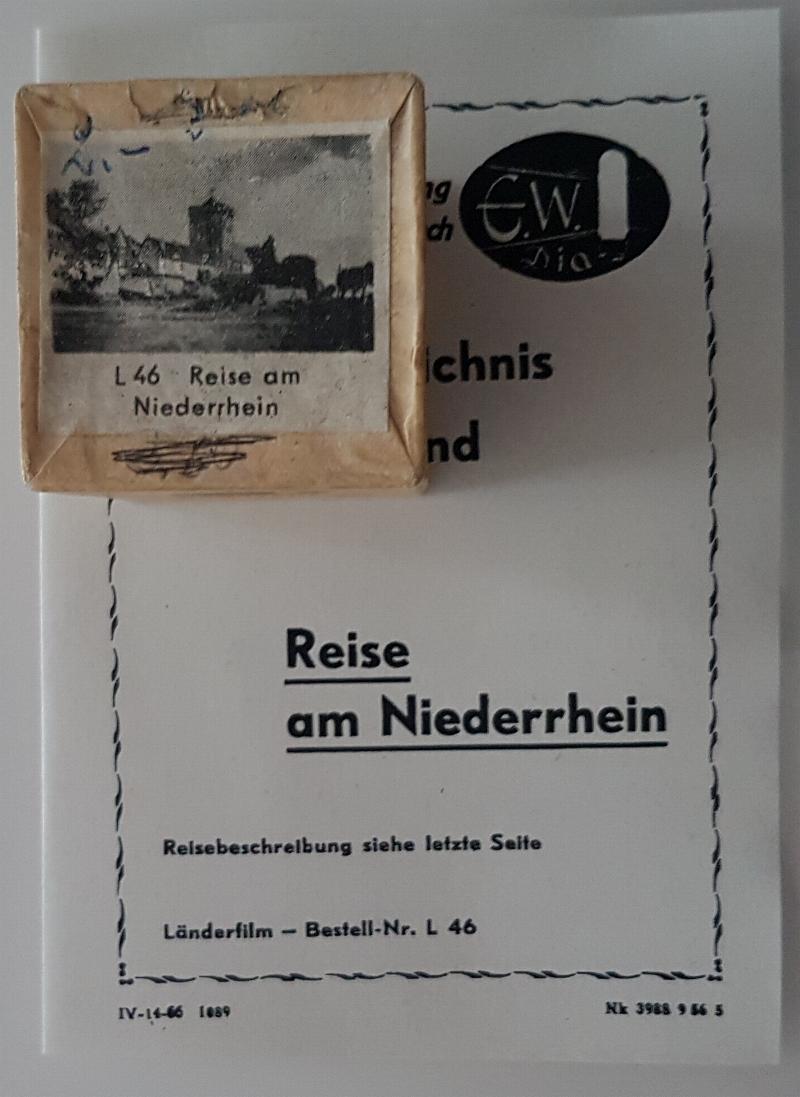 L 46 Reise am
Niederrhein
ng
ch
E.W.
Dia-
ichnis
nd
Reise
am Niederrhein
Reisebeschreibung siehe letzte Seite
Länderfilm — Bestell-Nr. L 46
IV-14-66 1089
Nk 3988 9 56 5